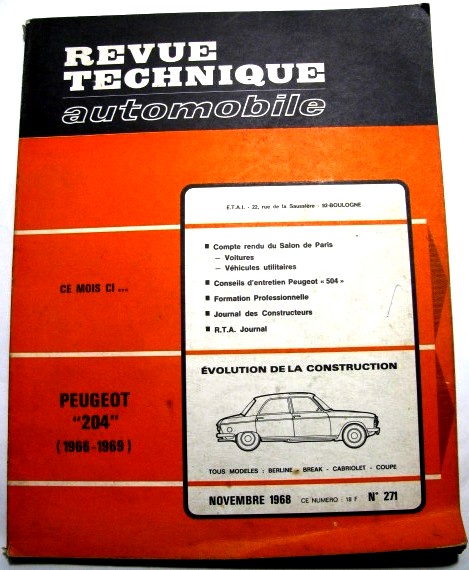 REVUE
TECHNIQUE
automobile
E.T.A.I. - 22, rue de la Saussière - 92-BOULOGNE
■ Compte rendu du Salon de Paris
— Voitures
— Véhicules utilitaires
■ Conseils d'entretien Peugeot « 504 »
■ Formation Professionnelle
■ Journal des Constructeurs
■ R.T.A. Journal
CE MOIS CI ...
ÉVOLUTION DE LA CONSTRUCTION
PEUGEOT
"204"
(1966-1969)
TOUS MODELES : BERLINE - BREAK - CABRIOLET - COUPE
NOVEMBRE 1968 CE NUMERO : 18 F N° 271